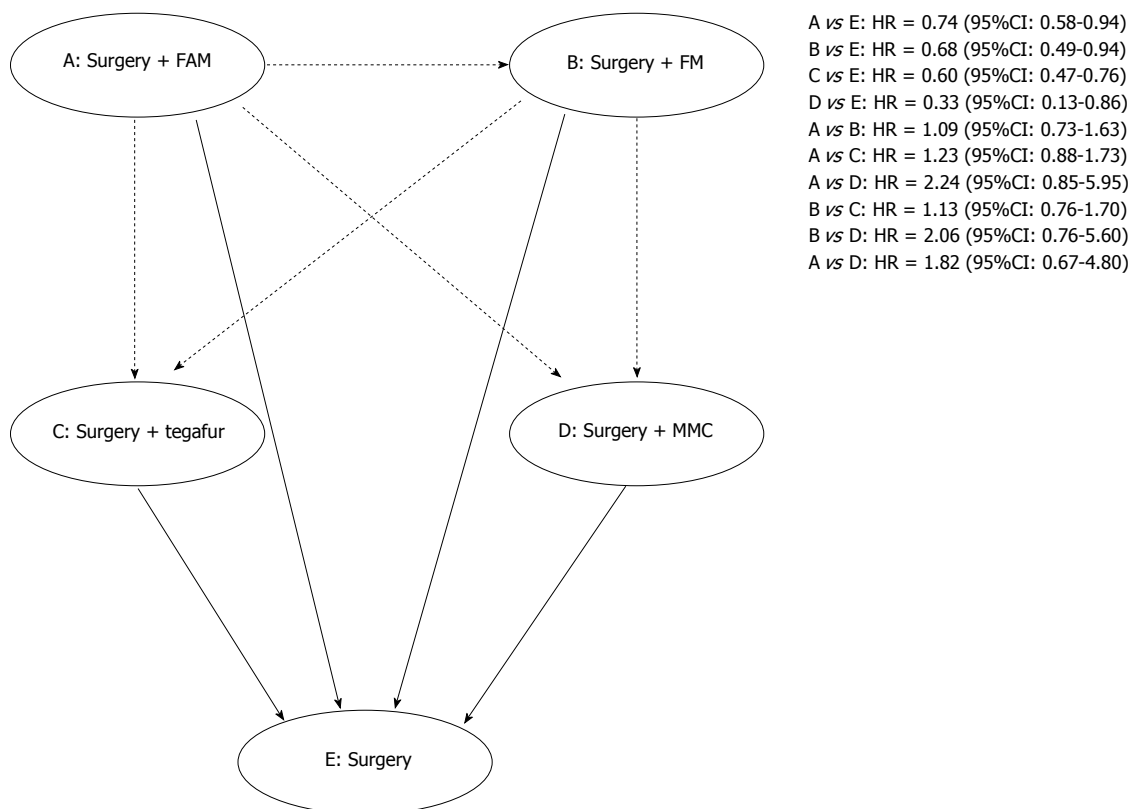 A: Surgery + FAM
B: Surgery + FM
C: Surgery + tegafur
D: Surgery + MMC
E: Surgery
A vs E: HR = 0.74 (95%CI: 0.58-0.94)
B vs E: HR = 0.68 (95%CI: 0.49-0.94)
C vs E: HR = 0.60 (95%CI: 0.47-0.76)
D vs E: HR = 0.33 (95%CI: 0.13-0.86)
A vs B: HR = 1.09 (95%CI: 0.73-1.63)
A vs C: HR = 1.23 (95%CI: 0.88-1.73)
A vs D: HR = 2.24 (95%CI: 0.85-5.95)
B vs C: HR = 1.13 (95%CI: 0.76-1.70)
B vs D: HR = 2.06 (95%CI: 0.76-5.60)
A vs D: HR = 1.82 (95%CI: 0.67-4.80)